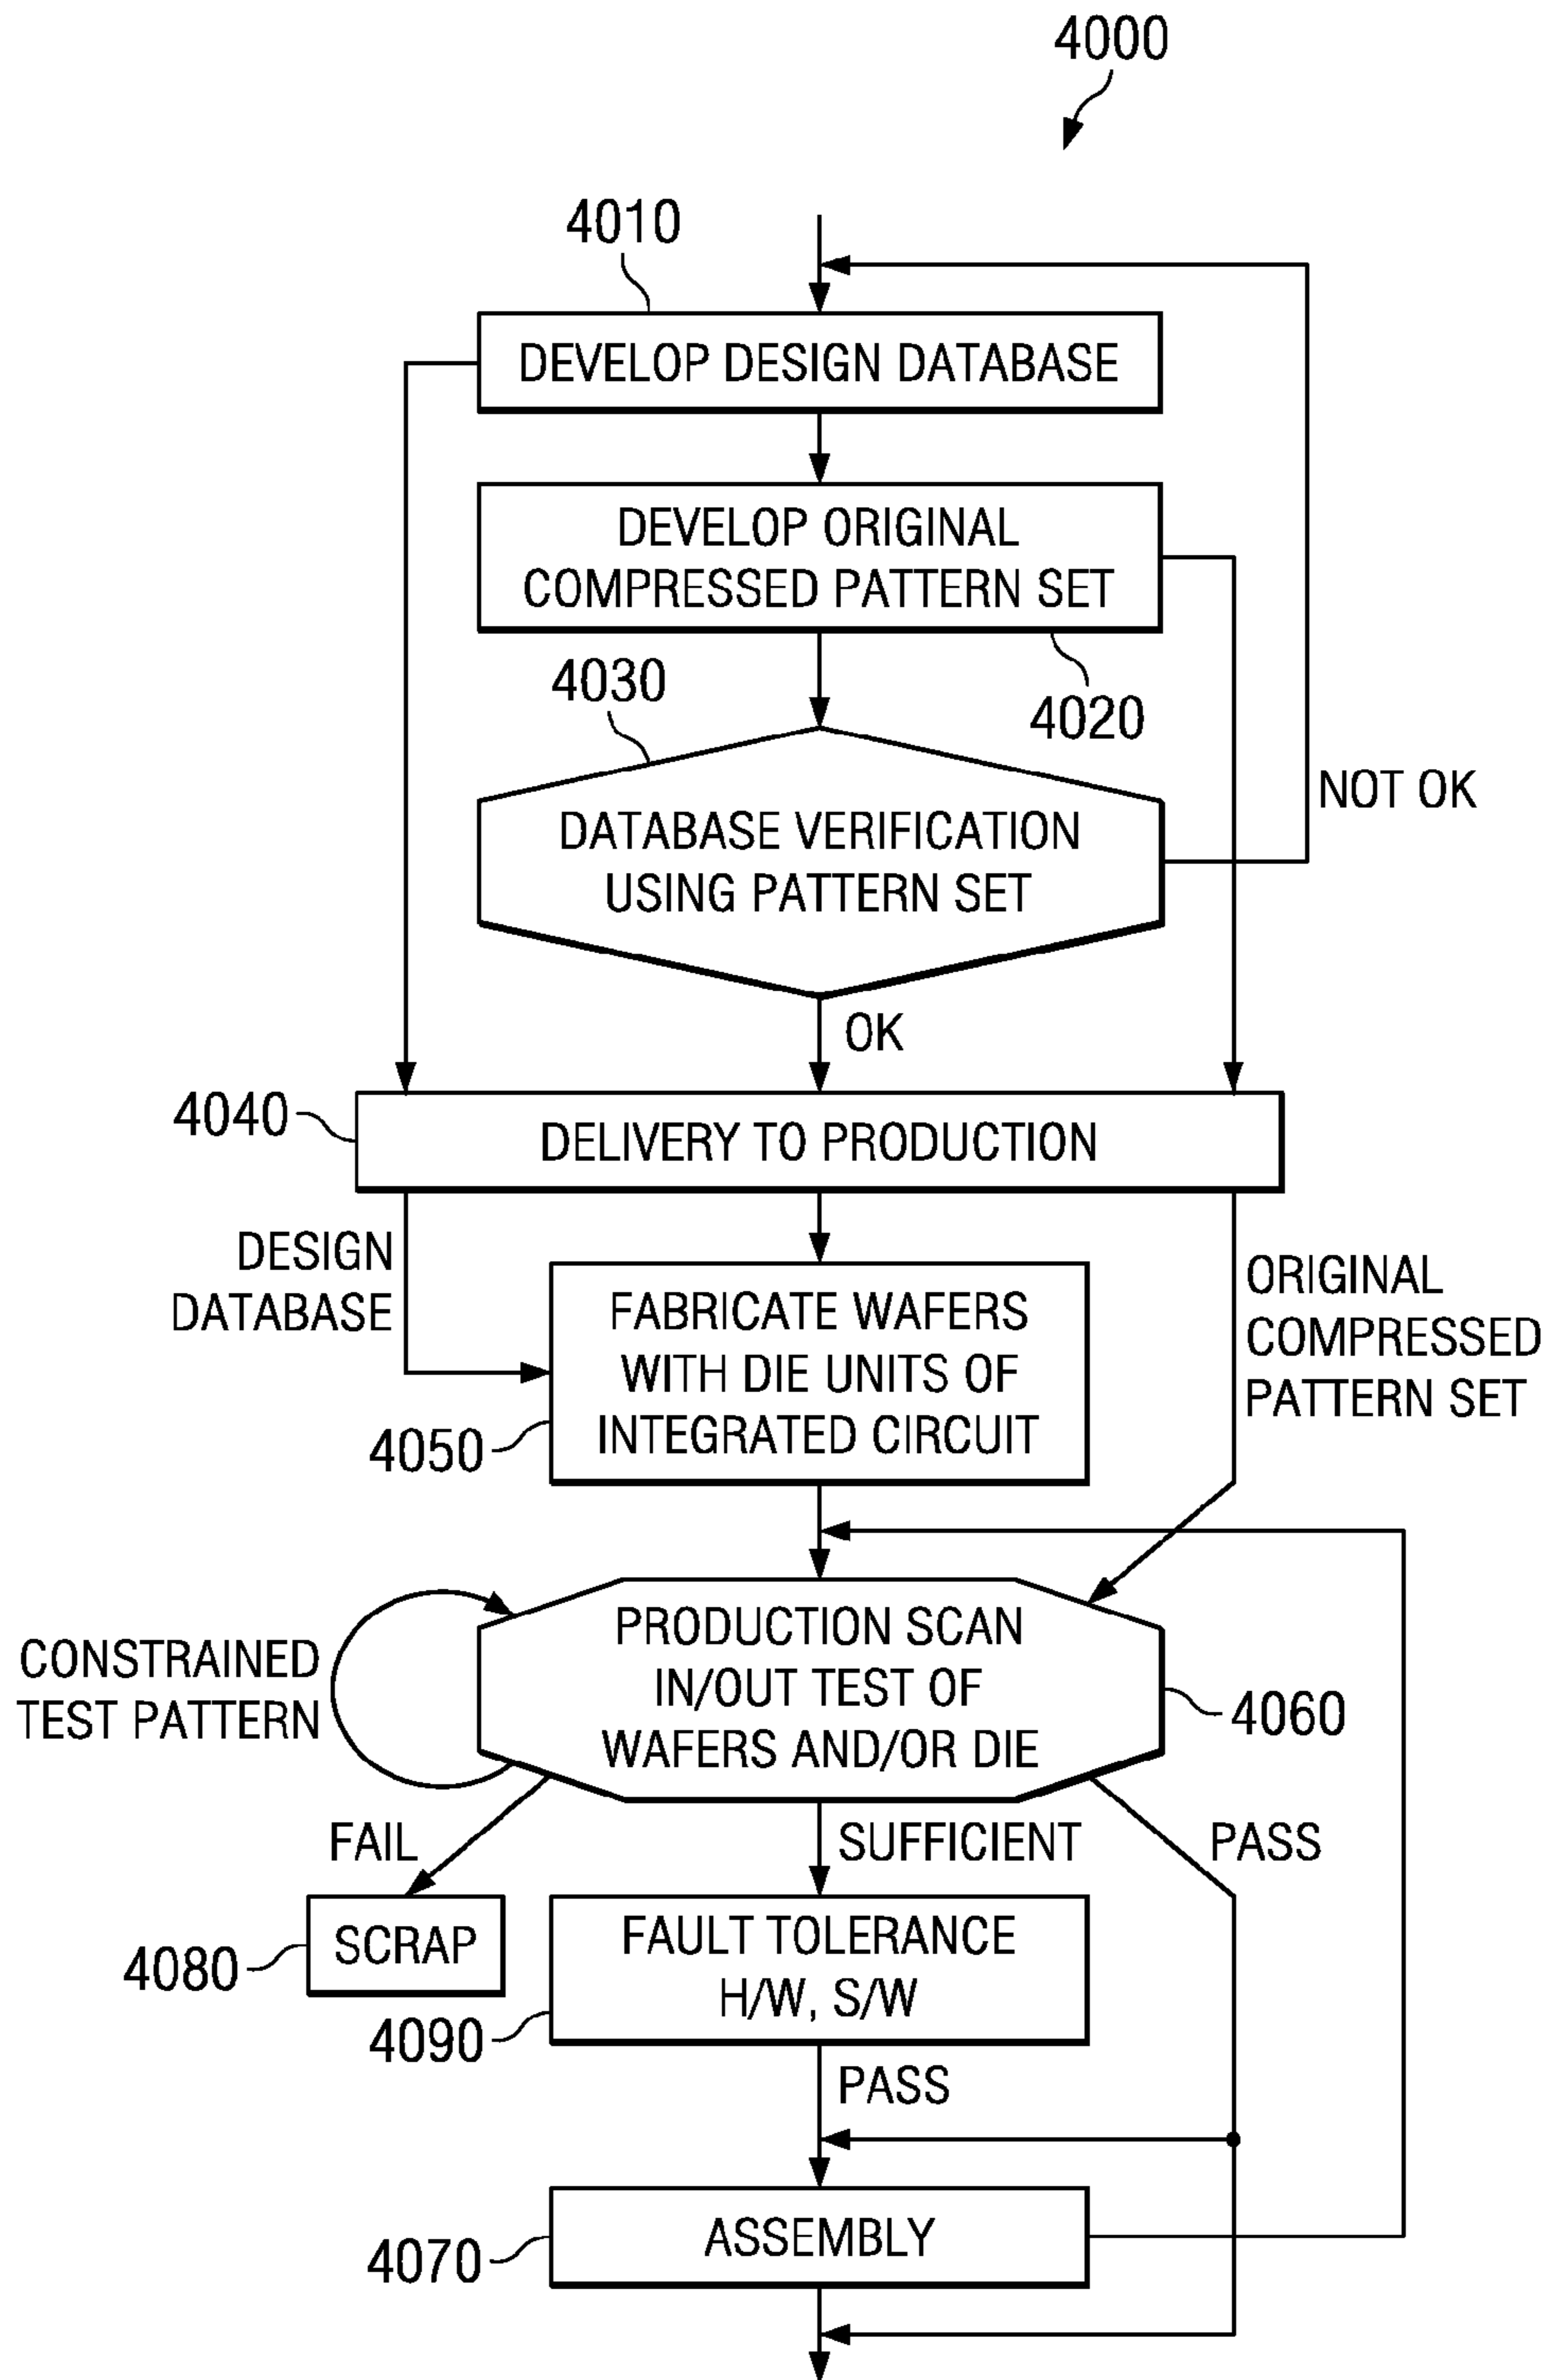 4000
4010
DEVELOP DESIGN DATABASE
DEVELOP ORIGINAL
COMPRESSED PATTERN SET
4030
4020
NOT OK
DATABASE VERIFICATION
USING PATTERN SET
OK
4040
DELIVERY TO PRODUCTION
DESIGN
DATABASE
ORIGINAL
COMPRESSED
PATTERN SET
FABRICATE WAFERS
WITH DIE UNITS OF
INTEGRATED CIRCUIT
4050
CONSTRAINED
TEST PATTERN
PRODUCTION SCAN
IN/OUT TEST OF
WAFERS AND/OR DIE
4060
FAIL
SUFFICIENT
PASS
4080
SCRAP
FAULT TOLERANCE
H/W, S/W
4090
PASS
ASSEMBLY
4070